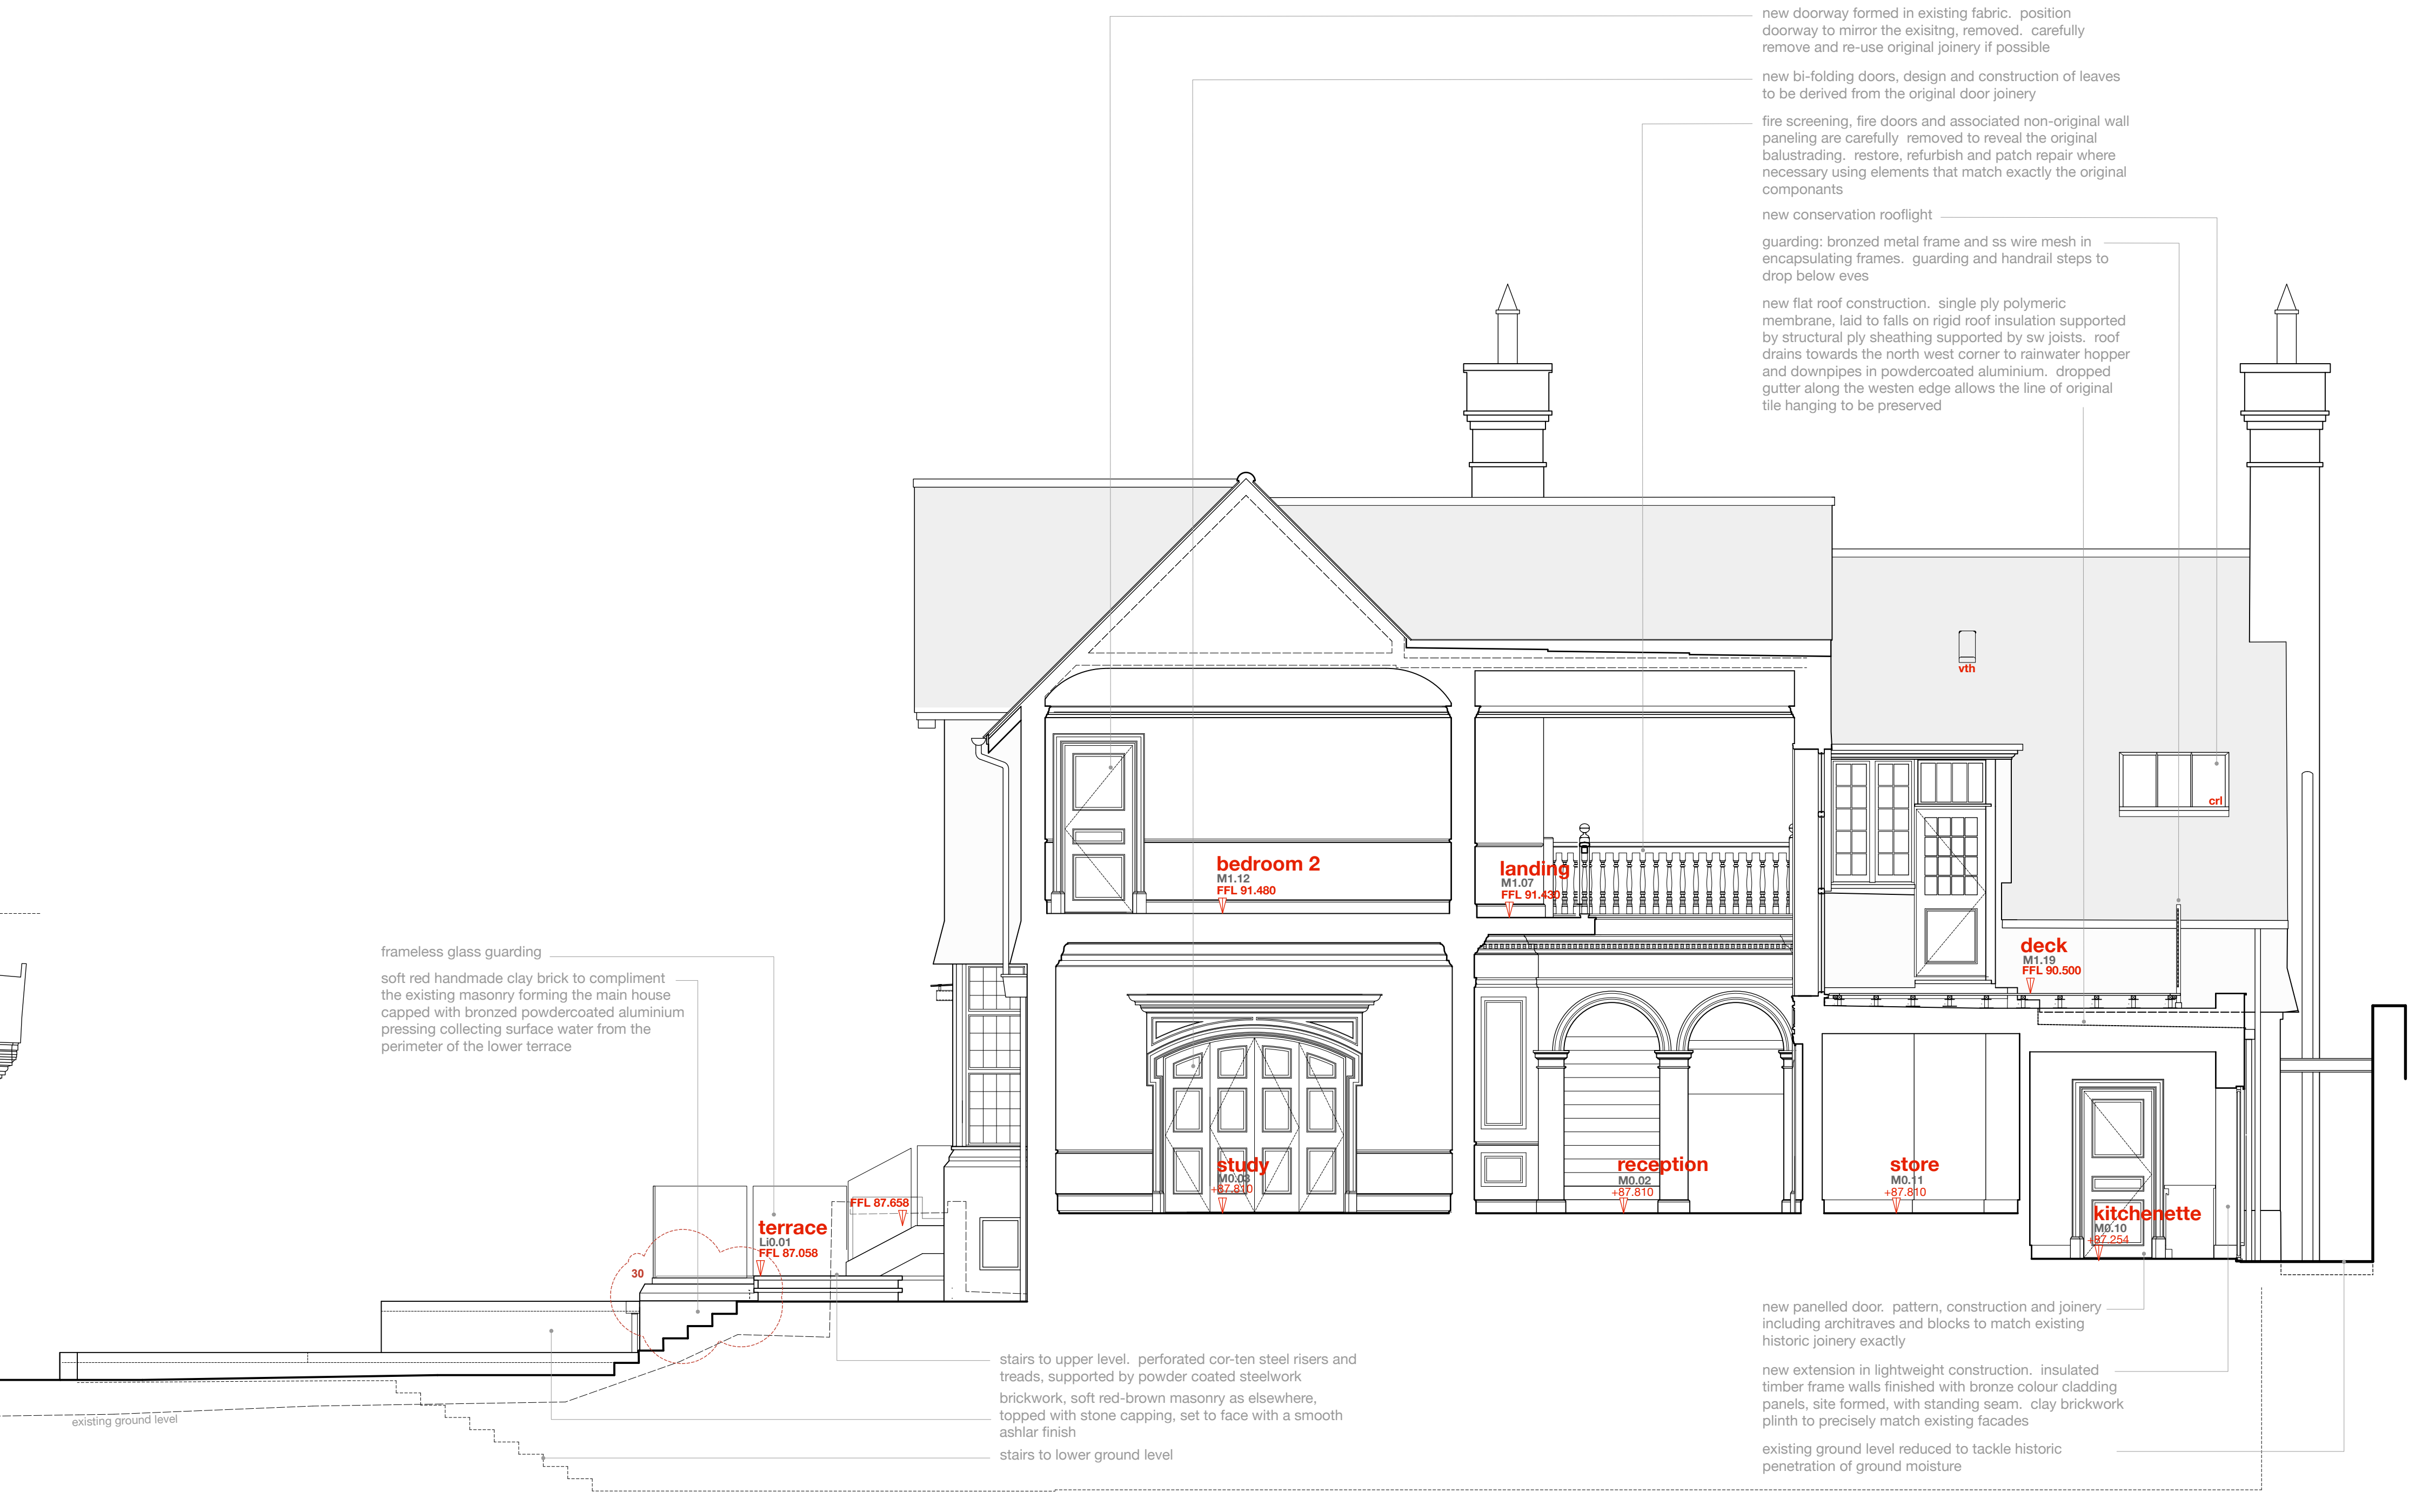 new doorway formed in existing fabric.  position
doorway to mirror the exisitng, removed.  carefully
remove and re-use original joinery if possible
new bi-folding doors, design and construction of leaves
to be derived from the original door joinery
fire screening, fire doors and associated non-original wall
paneling are carefully  removed to reveal the original
balustrading.  restore, refurbish and patch repair where
necessary using elements that match exactly the original
componants
new conservation rooflight
guarding: bronzed metal frame and ss wire mesh in
encapsulating frames.  guarding and handrail steps to
drop below eves
new flat roof construction.  single ply polymeric
membrane, laid to falls on rigid roof insulation supported
by structural ply sheathing supported by sw joists.  roof
drains towards the north west corner to rainwater hopper
and downpipes in powdercoated aluminium.  dropped
gutter along the westen edge allows the line of original
tile hanging to be preserved
vth
crl
bedroom 2
M1.12
FFL 91.480
landing
M1.07
FFL 91.430
deck
M1.19
FFL 90.500
frameless glass guarding
soft red handmade clay brick to compliment
the existing masonry forming the main house
capped with bronzed powdercoated aluminium
pressing collecting surface water from the
perimeter of the lower terrace
study
M0.03
+87.810
reception
M0.02
+87.810
store
M0.11
+87.810
kitchenette
M0.10
+87.254
FFL 87.658
terrace
Li0.01
FFL 87.058
30
existing ground level
stairs to upper level.  perforated cor-ten steel risers and
treads, supported by powder coated steelwork
brickwork, soft red-brown masonry as elsewhere,
topped with stone capping, set to face with a smooth
ashlar finish
stairs to lower ground level
new panelled door.  pattern, construction and joinery
including architraves and blocks to match existing
historic joinery exactly
new extension in lightweight construction.  insulated
timber frame walls finished with bronze colour cladding
panels, site formed, with standing seam.  clay brickwork
plinth to precisely match existing facades
existing ground level reduced to tackle historic
penetration of ground moisture